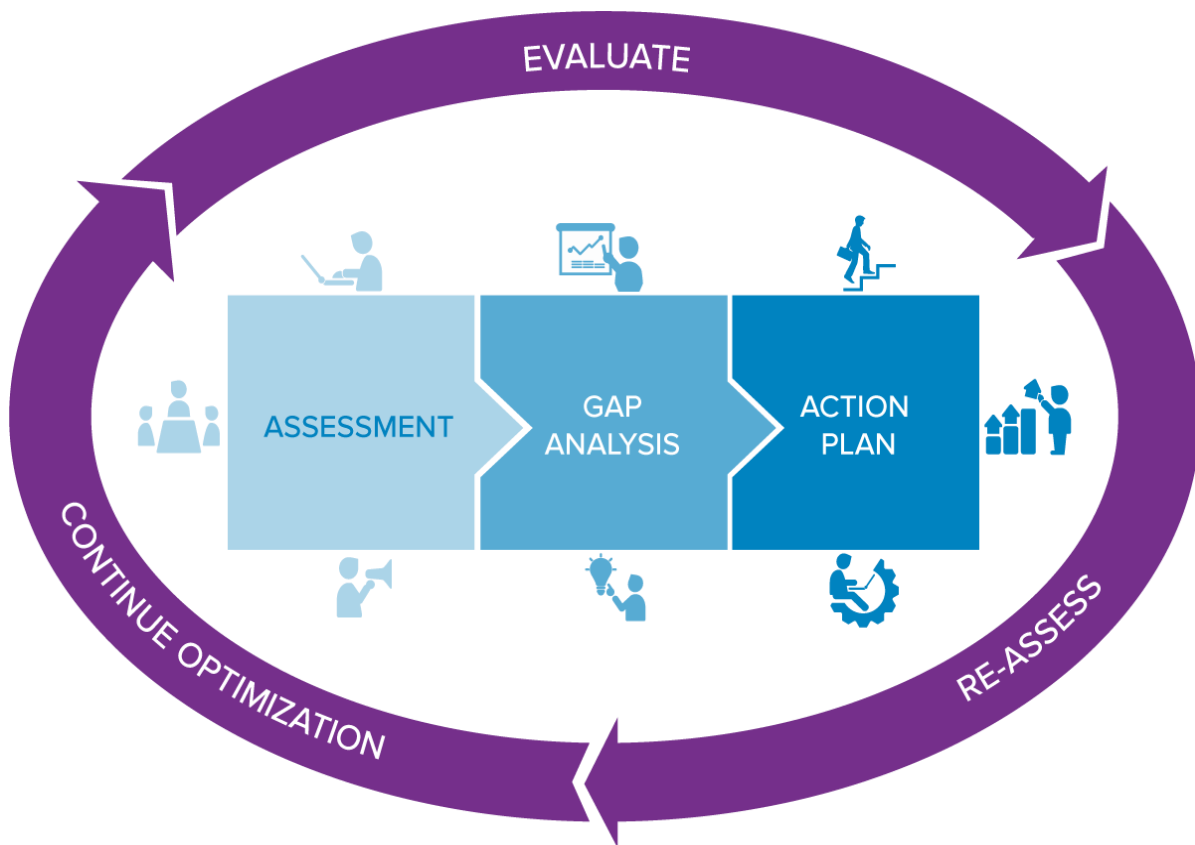 EVALUATE
ASSESSMENT
GAP
ANALYSIS
ACTION
PLAN
RE-ASSESS
CONTINUE OPTIMIZATION